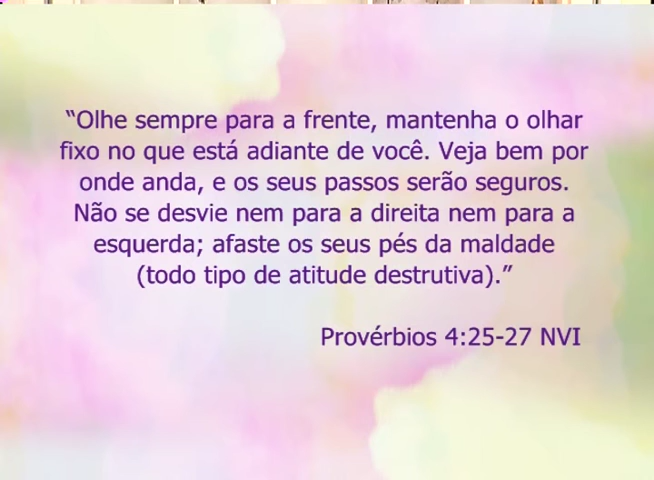 “Olhe sempre para a frente, mantenha o olhar
fixo no que está adiante de você. Veja bem por
onde anda, e os seus passos serão seguros.
Não se desvie nem para a direita nem para a
esquerda; afaste os seus pés da maldade
(todo tipo de atitude destrutiva).”
Provérbios 4:25-27 NVI